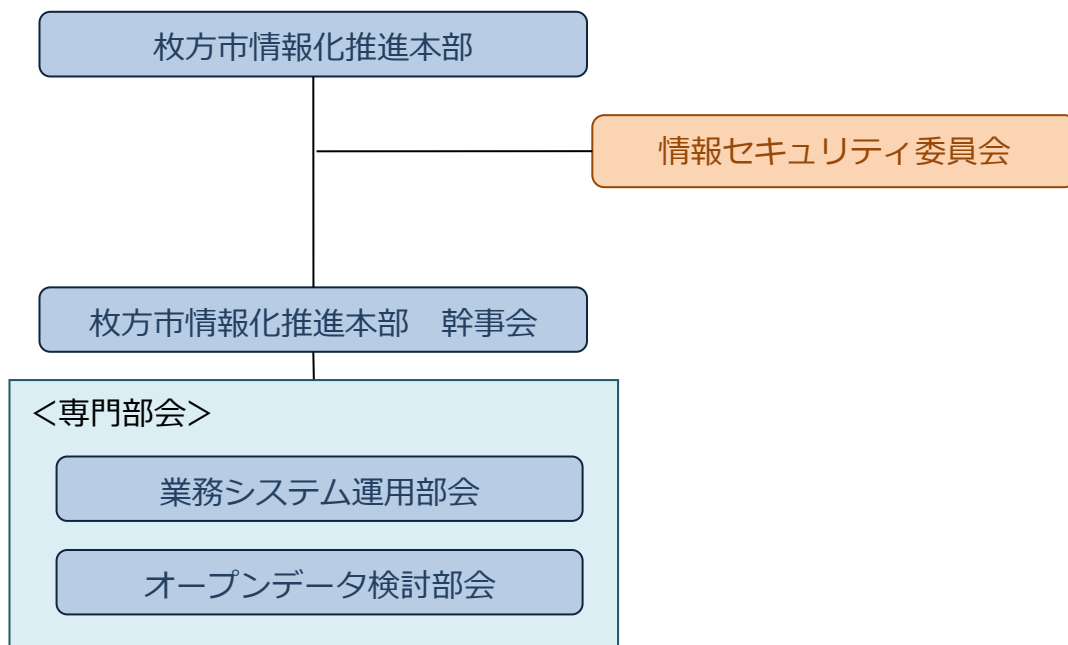 枚方市情報化推進本部
情報セキュリティ委員会
枚方市情報化推進本部　幹事会
＜専門部会＞
業務システム運用部会
オープンデータ検討部会